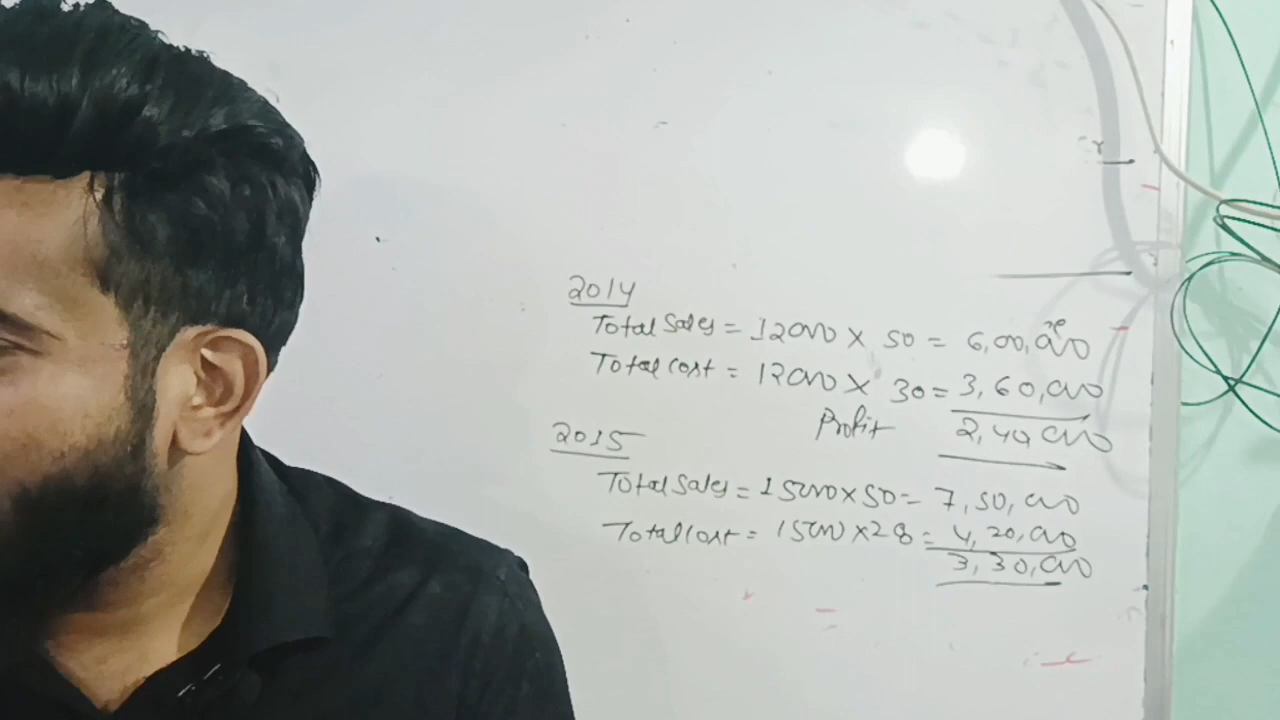 2014
Total Sales = 12000 × 50 = 6,00,000
Total cost = 12000 × 30 = 3,60,000
Profit 2,40,000
2015
Total Sales = 15000 × 50 = 7,50,000
Total Cost = 15000 × 28 = 4,20,000
3,30,000